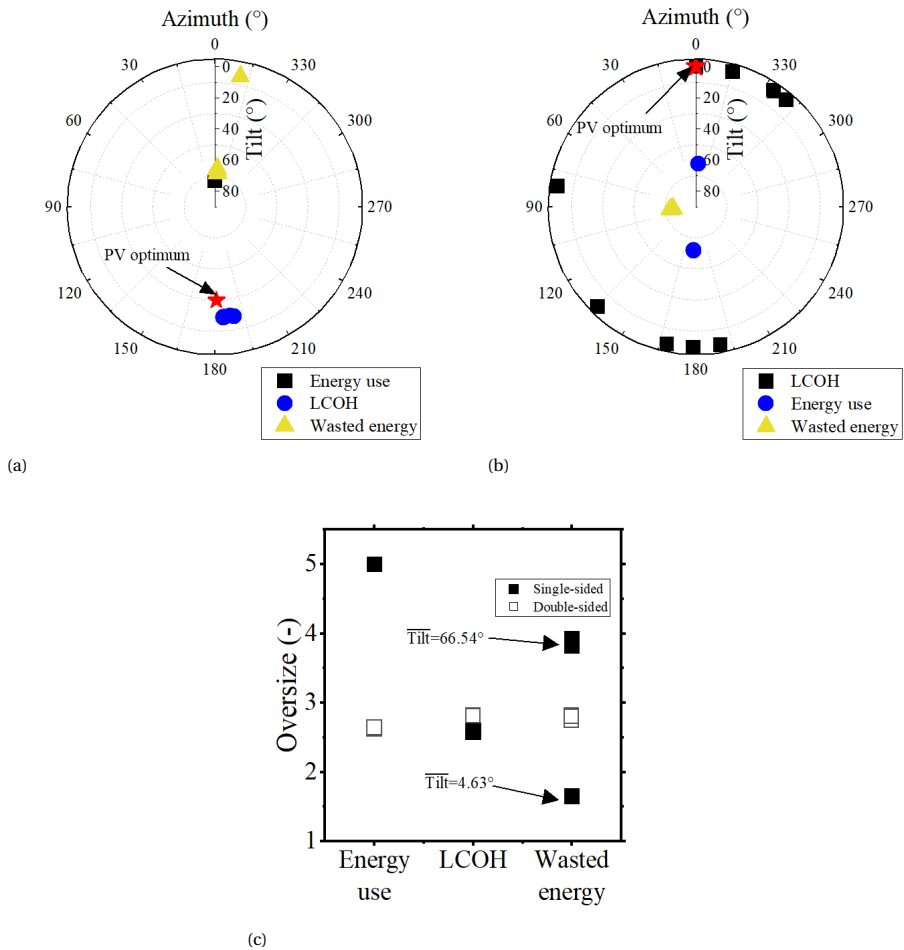 Azimuth (°)
0
30
330
60
300
90
270
120
240
150
210
180
0
20
40
60
80
Tilt (°)
PV optimum
Energy use
LCOH
Wasted energy
(a)
Azimuth (°)
0
30
330
60
300
90
270
120
240
150
210
180
0
20
40
60
80
Tilt (°)
PV optimum
LCOH
Energy use
Wasted energy
(b)
5
4
3
2
1
Oversize (-)
Single-sided
Double-sided
Tilt=66.54°
Tilt=4.63°
Energy
use
LCOH
Wasted
energy
(c)